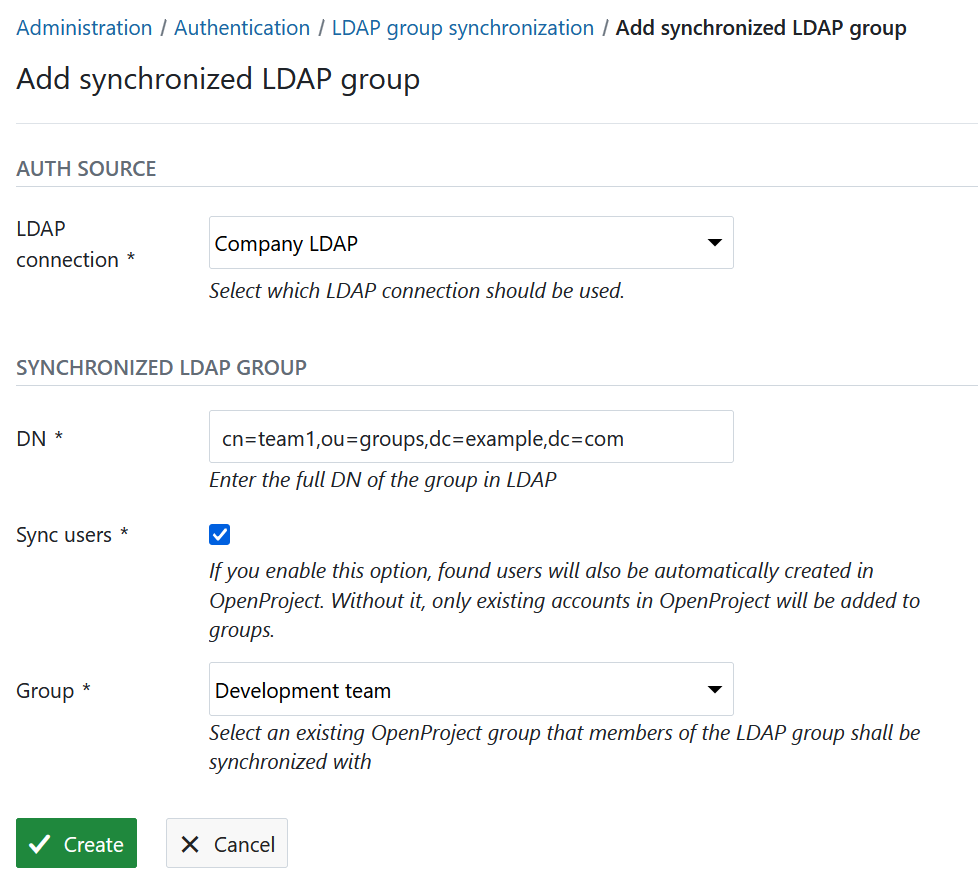 Administration / Authentication / LDAP group synchronization / Add synchronized LDAP group
Add synchronized LDAP group
AUTH SOURCE
LDAP
connection *
Company LDAP
Select which LDAP connection should be used.
SYNCHRONIZED LDAP GROUP
DN *
cn=team1,ou=groups,dc=example,dc=com
Enter the full DN of the group in LDAP
Sync users *
If you enable this option, found users will also be automatically created in
OpenProject. Without it, only existing accounts in OpenProject will be added to
groups.
Group *
Development team
Select an existing OpenProject group that members of the LDAP group shall be
synchronized with
Create
Cancel